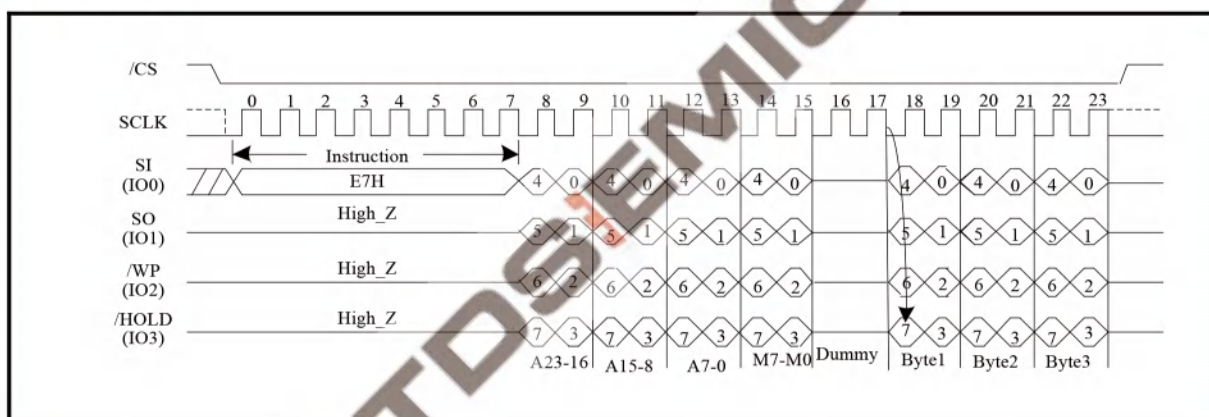 /CS
0 1 2 3 4 5 6 7 8 9 10 11 12 13 14 15 16 17 18 19 20 21 22 23
SCLK
Instruction
SI
(IO0)
E7H
4 0 4 0 4 0 4 0 4 0 4 0 4 0
SO
(IO1)
High_Z
5 1 5 1 5 1 5 1 5 1 5 1 5 1
/WP
(IO2)
High_Z
6 2 6 2 6 2 6 2 6 2 6 2 6 2
/HOLD
(IO3)
High_Z
7 3 7 3 7 3 7 3 7 3 7 3 7 3
A23-16 A15-8 A7-0 M7-M0 Dummy Byte1 Byte2 Byte3
TDSiEMIC